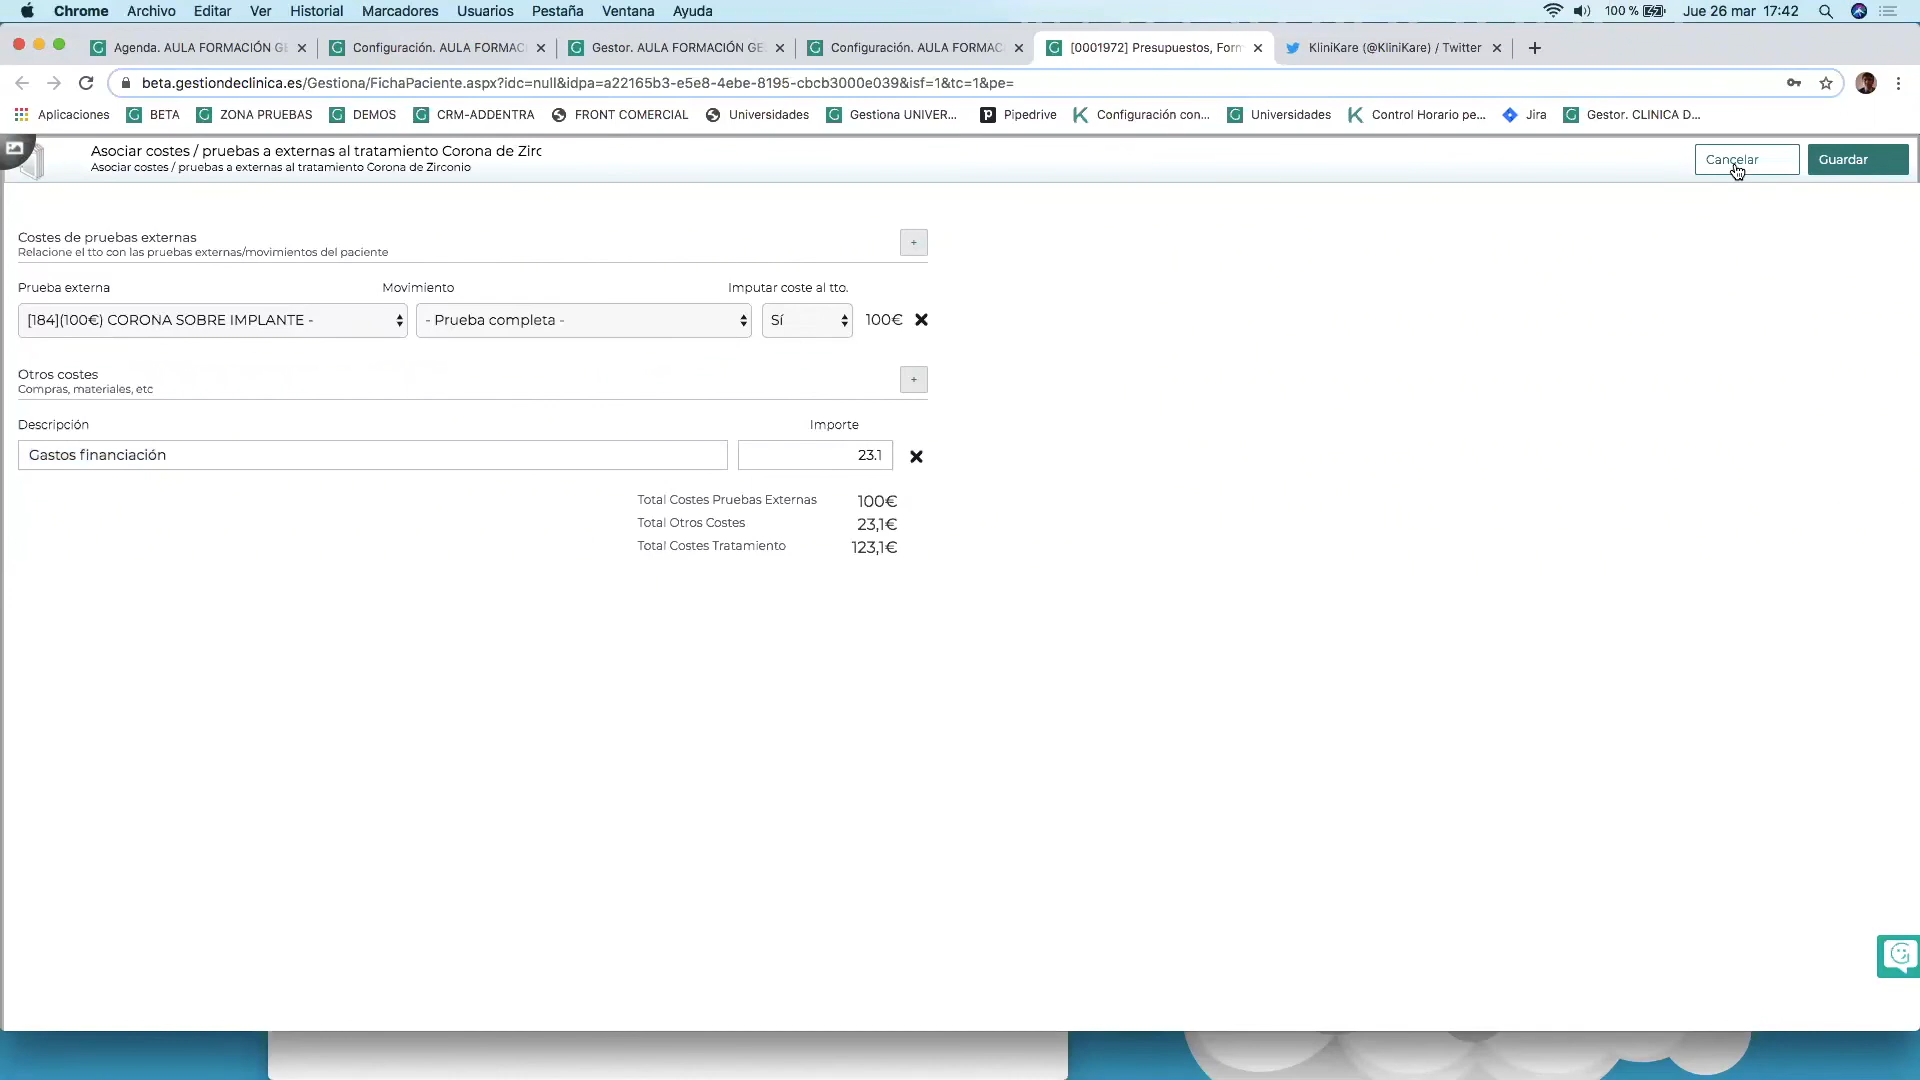 Chrome Archivo Editar Ver Historial Marcadores Usuarios Pestaña Ventana Ayuda 100 % Jue 26 mar 17:42
Agenda. AULA FORMACIÓN GE Configuración. AULA FORMAC Gestor. AULA FORMACIÓN GE. Configuración. AULA FORMAC [0001972] Presupuestos, Form KliniKare (@KliniKare) / Twitter
beta.gestiondeclinica.es/Gestiona/FichaPaciente.aspx?idc=null&idpa=a22165b3-e5e8-4ebe-8195-cbcb3000e039&isf=1&tc=1&pe=
Aplicaciones BETA ZONA PRUEBAS DEMOS CRM-ADDENTRA FRONT COMERCIAL Universidades Gestiona UNIVER... Pipedrive Configuración con... Universidades Control Horario pe... Jira Gestor. CLINICA D...
Asociar costes / pruebas a externas al tratamiento Corona de Zirc
Asociar costes / pruebas a externas al tratamiento Corona de Zirconio
Cancelar Guardar
Costes de pruebas externas
Relacione el tto con las pruebas externas/movimientos del paciente
+
Prueba externa Movimiento Imputar coste al tto.
[184](100€) CORONA SOBRE IMPLANTE - - Prueba completa - Sí 100€
Otros costes
Compras, materiales, etc
+
Descripción Importe
Gastos financiación 23.1
Total Costes Pruebas Externas 100€
Total Otros Costes 23,1€
Total Costes Tratamiento 123,1€